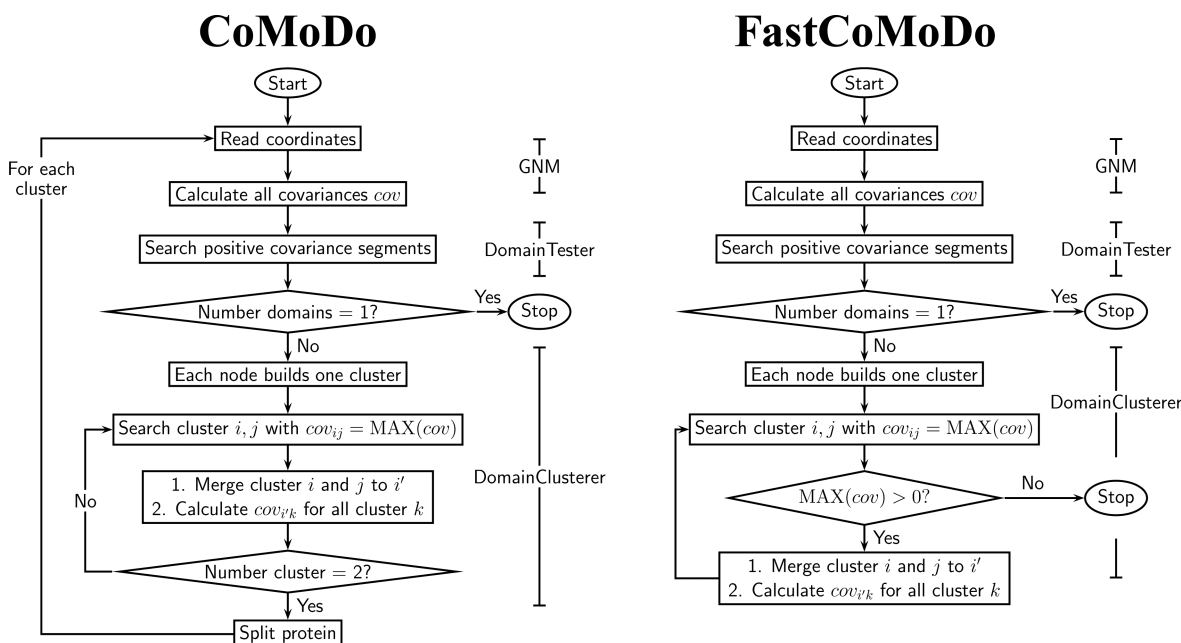 CoMoDo
Start
Read coordinates
For each
cluster
GNM
Calculate all covariances cov
Search positive covariance segments
DomainTester
Number domains = 1?
Yes
Stop
No
Each node builds one cluster
Search cluster i, j with cov_ij = MAX(cov)
1. Merge cluster i and j to i′
2. Calculate cov_i′k for all cluster k
DomainClusterer
No
Number cluster = 2?
Yes
Split protein
FastCoMoDo
Start
Read coordinates
GNM
Calculate all covariances cov
Search positive covariance segments
DomainTester
Number domains = 1?
Yes
Stop
No
Each node builds one cluster
DomainClusterer
Search cluster i, j with cov_ij = MAX(cov)
MAX(cov) > 0?
No
Stop
Yes
1. Merge cluster i and j to i′
2. Calculate cov_i′k for all cluster k